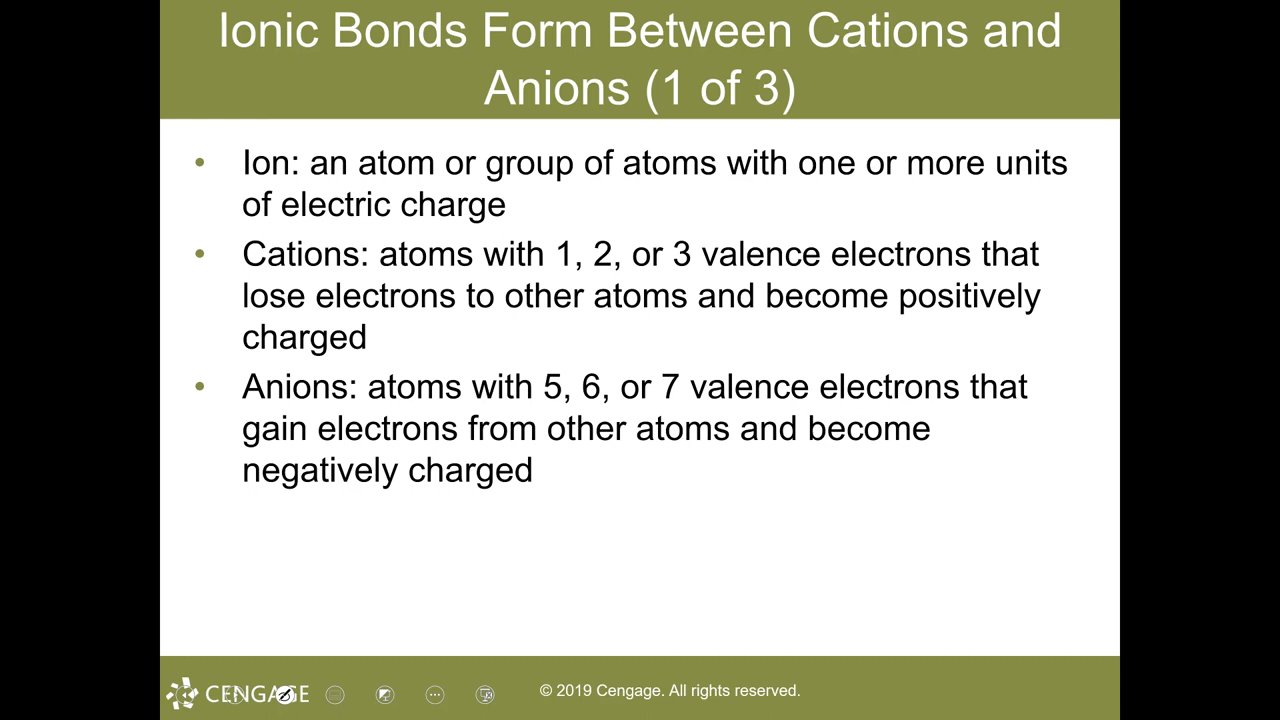 Ionic Bonds Form Between Cations and
Anions (1 of 3)
• Ion: an atom or group of atoms with one or more units
of electric charge
• Cations: atoms with 1, 2, or 3 valence electrons that
lose electrons to other atoms and become positively
charged
• Anions: atoms with 5, 6, or 7 valence electrons that
gain electrons from other atoms and become
negatively charged
CENGAGE
© 2019 Cengage. All rights reserved.